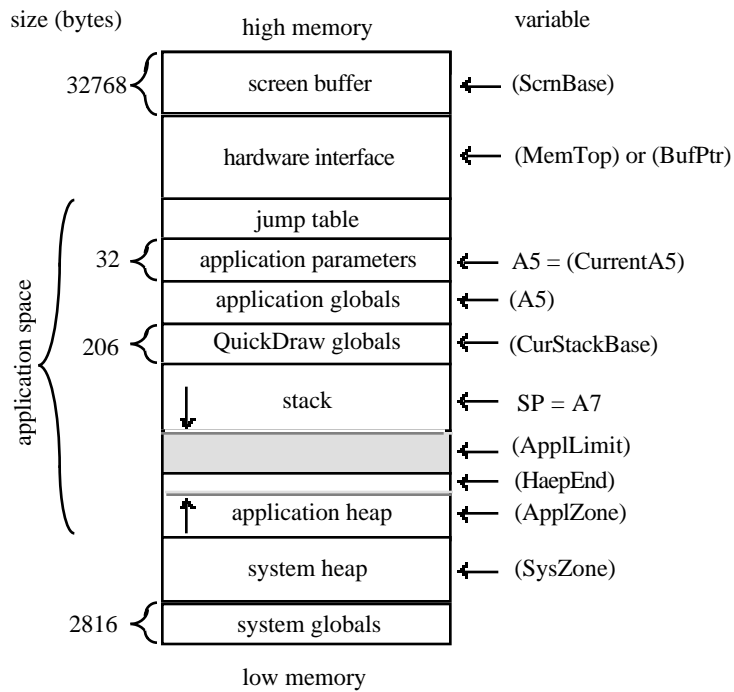 size (bytes) high memory variable
32768 screen buffer (ScrnBase)
hardware interface (MemTop) or (BufPtr)
jump table
32 application parameters A5 = (CurrentA5)
application globals (A5)
206 QuickDraw globals (CurStackBase)
application space
stack SP = A7
(ApplLimit)
(HaepEnd)
application heap (ApplZone)
system heap (SysZone)
2816 system globals
low memory